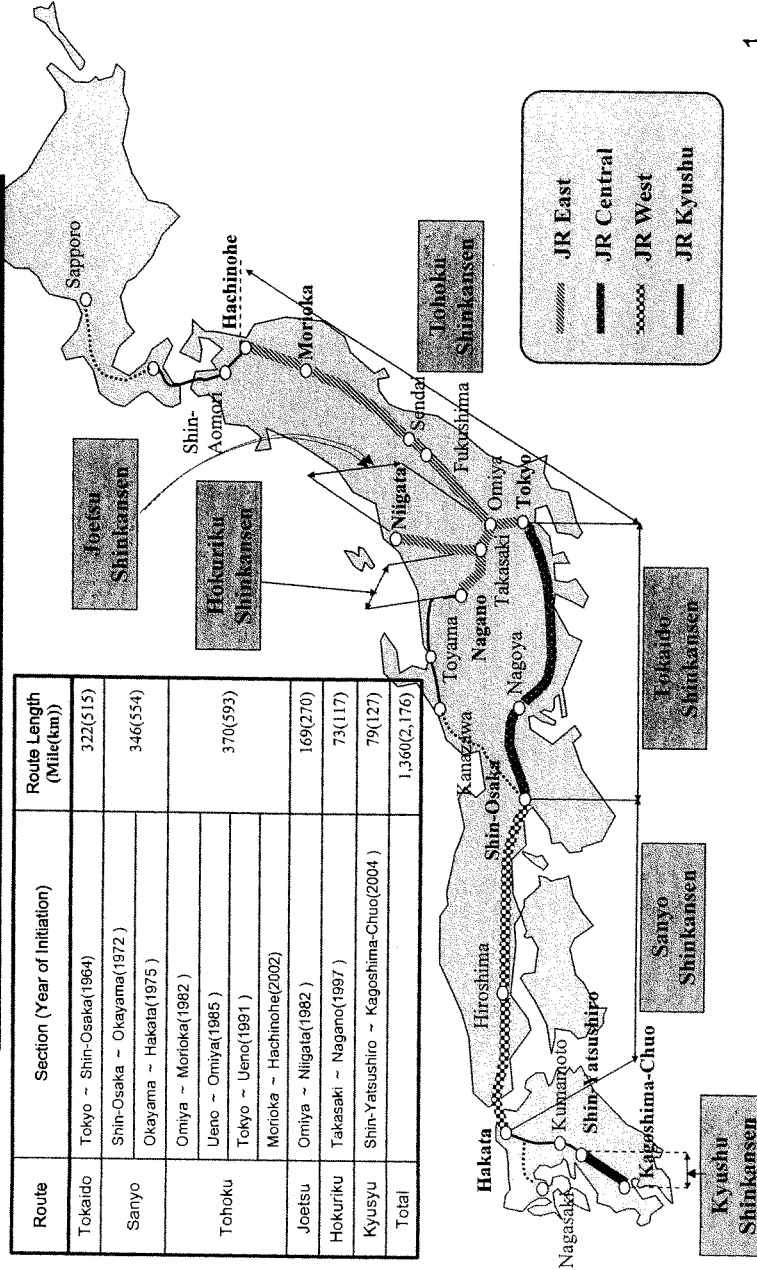 Route Section (Year of Initiation) Route Length
(Mile(km))
Tokaido Tokyo ~ Shin-Osaka(1964) 322(515)
Sanyo Shin-Osaka ~ Okayama(1972 ) 346(554)
Okayama ~ Hakata(1975 )
Tohoku Omiya ~ Morioka(1982 ) 370(593)
Ueno ~ Omiya(1985 )
Tokyo ~ Ueno(1991 )
Morioka ~ Hachinohe(2002)
Joetsu Omiya ~ Niigata(1982 ) 169(270)
Hokuriku Takasaki ~ Nagano(1997 ) 73(117)
Kyusyu Shin-Yatsushiro ~ Kagoshima-Chuo(2004 ) 79(127)
Total 1,360(2,176)
Joetsu
Shinkansen
Hokuriku
Shinkansen
Sapporo
Shin-
Aomori
Hachinohe
Morioka
Tohoku
Shinkansen
Sendai
Fukushima
Niigata
Omiya
Tokyo
Takasaki
Nagano
Toyama
Kanazawa
Nagoya
Shin-Osaka
Hiroshima
Hakata
Kumamoto
Shin-Yatsushiro
Nagasaki
Kagoshima-Chuo
Kyushu
Shinkansen
Sanyo
Shinkansen
Tokaido
Shinkansen
JR East
JR Central
JR West
JR Kyushu
1